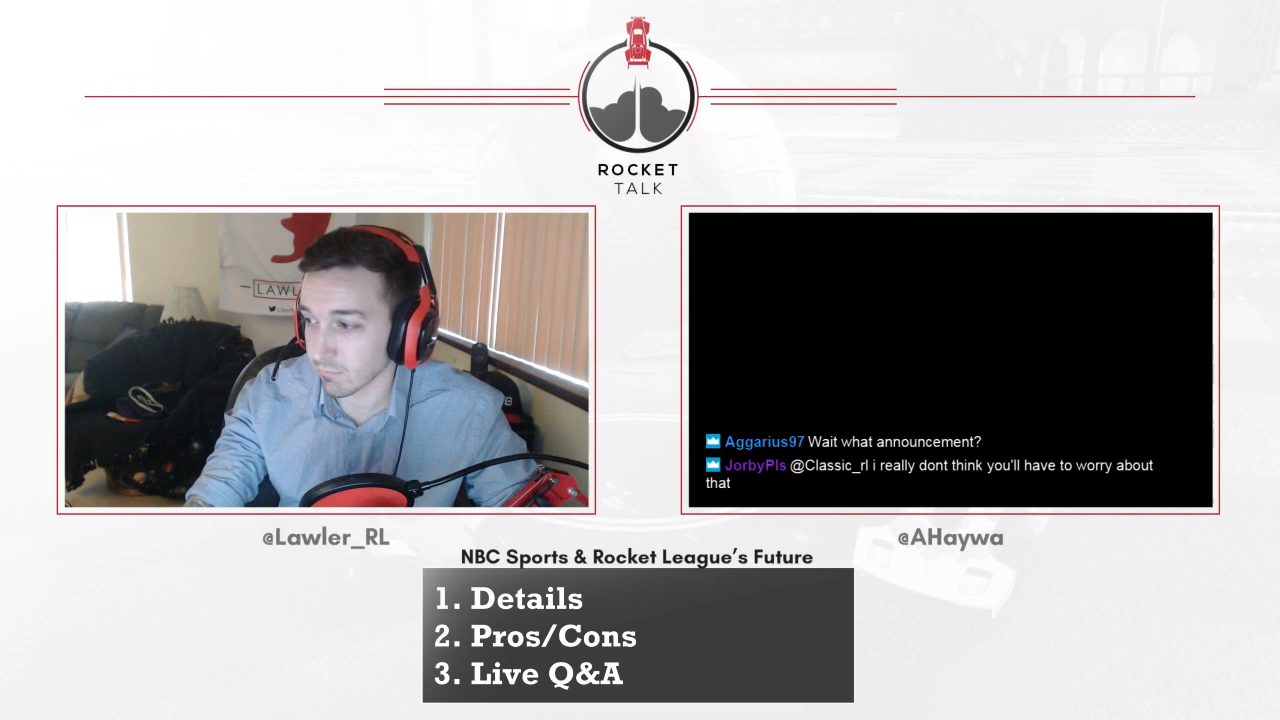 ROCKET
TALK
LAWL
Aggarius97 Wait what announcement?
JorbyPls @Classic_rl i really dont think you'll have to worry about
that
@Lawler_RL
@AHaywa
NBC Sports & Rocket League's Future
1. Details
2. Pros/Cons
3. Live Q&A